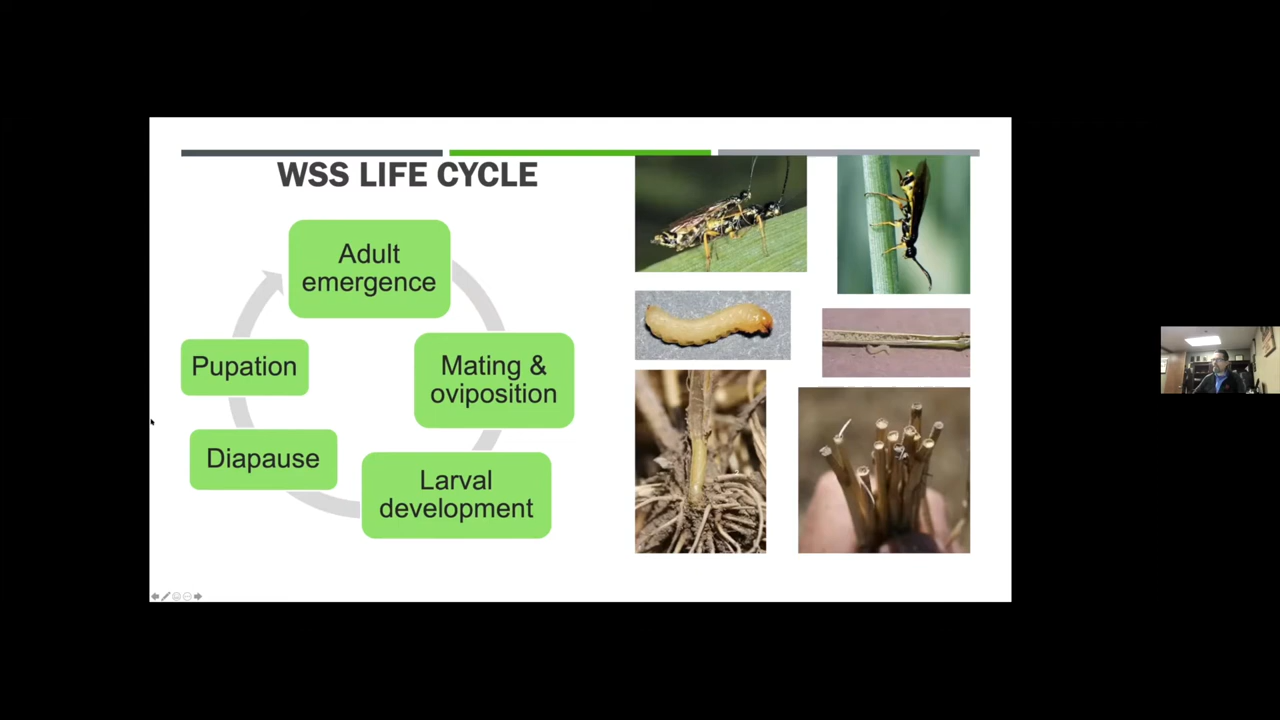 WSS LIFE CYCLE
Adult
emergence
Mating &
oviposition
Larval
development
Diapause
Pupation